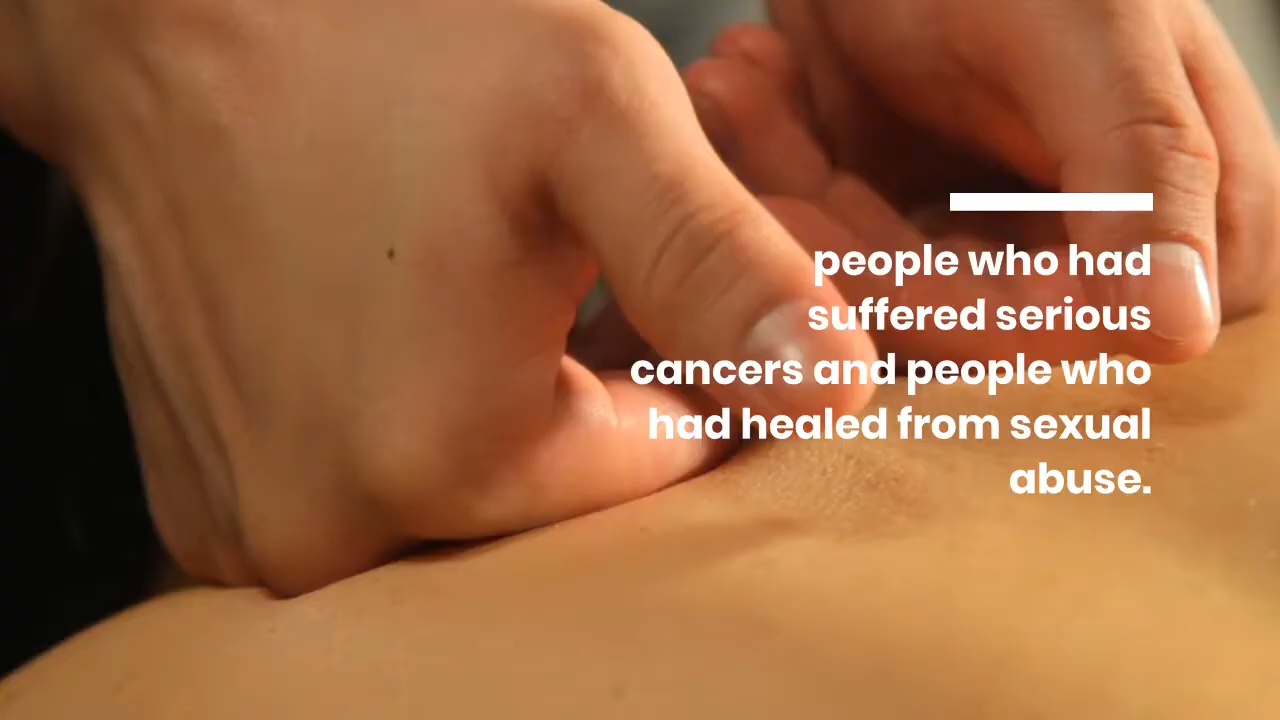 people who had
suffered serious
cancers and people who
had healed from sexual
abuse.